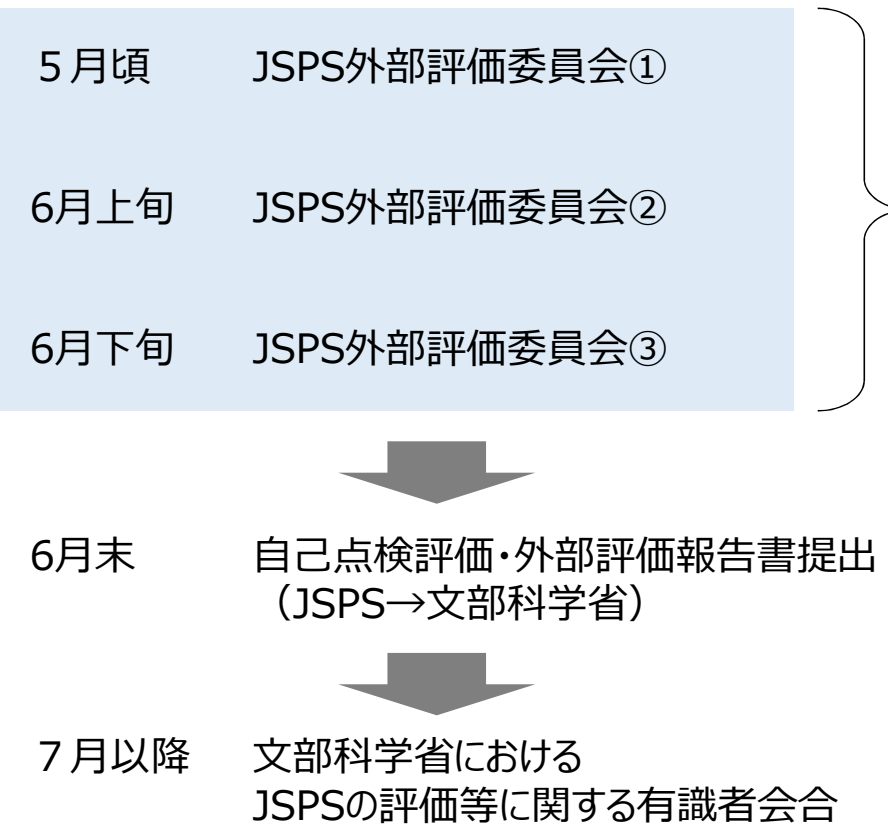 ５月頃 JSPS外部評価委員会①
6月上旬 JSPS外部評価委員会②
6月下旬 JSPS外部評価委員会③
6月末 自己点検評価・外部評価報告書提出
（JSPS→文部科学省）
７月以降 文部科学省における
JSPSの評価等に関する有識者会合